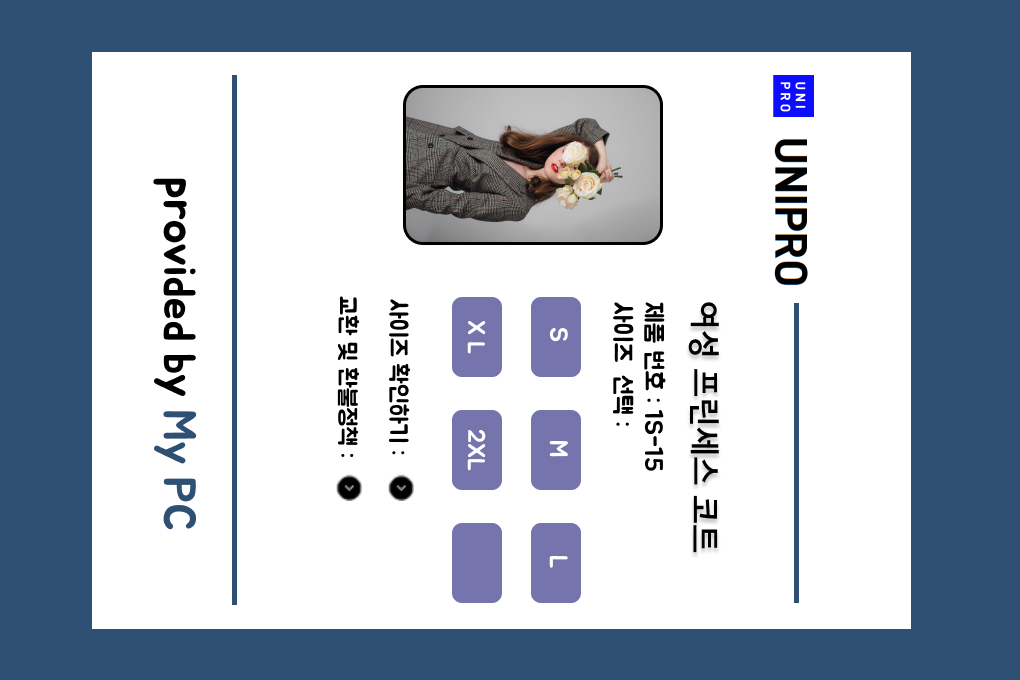 UNI
PRO
UNIPRO
여성 프린세스 코트
제품 번호 : 1S-15
사이즈 선택 :
S
M
L
XL
2XL
사이즈 확인하기 :
교환 및 환불정책 :
provided by My PC